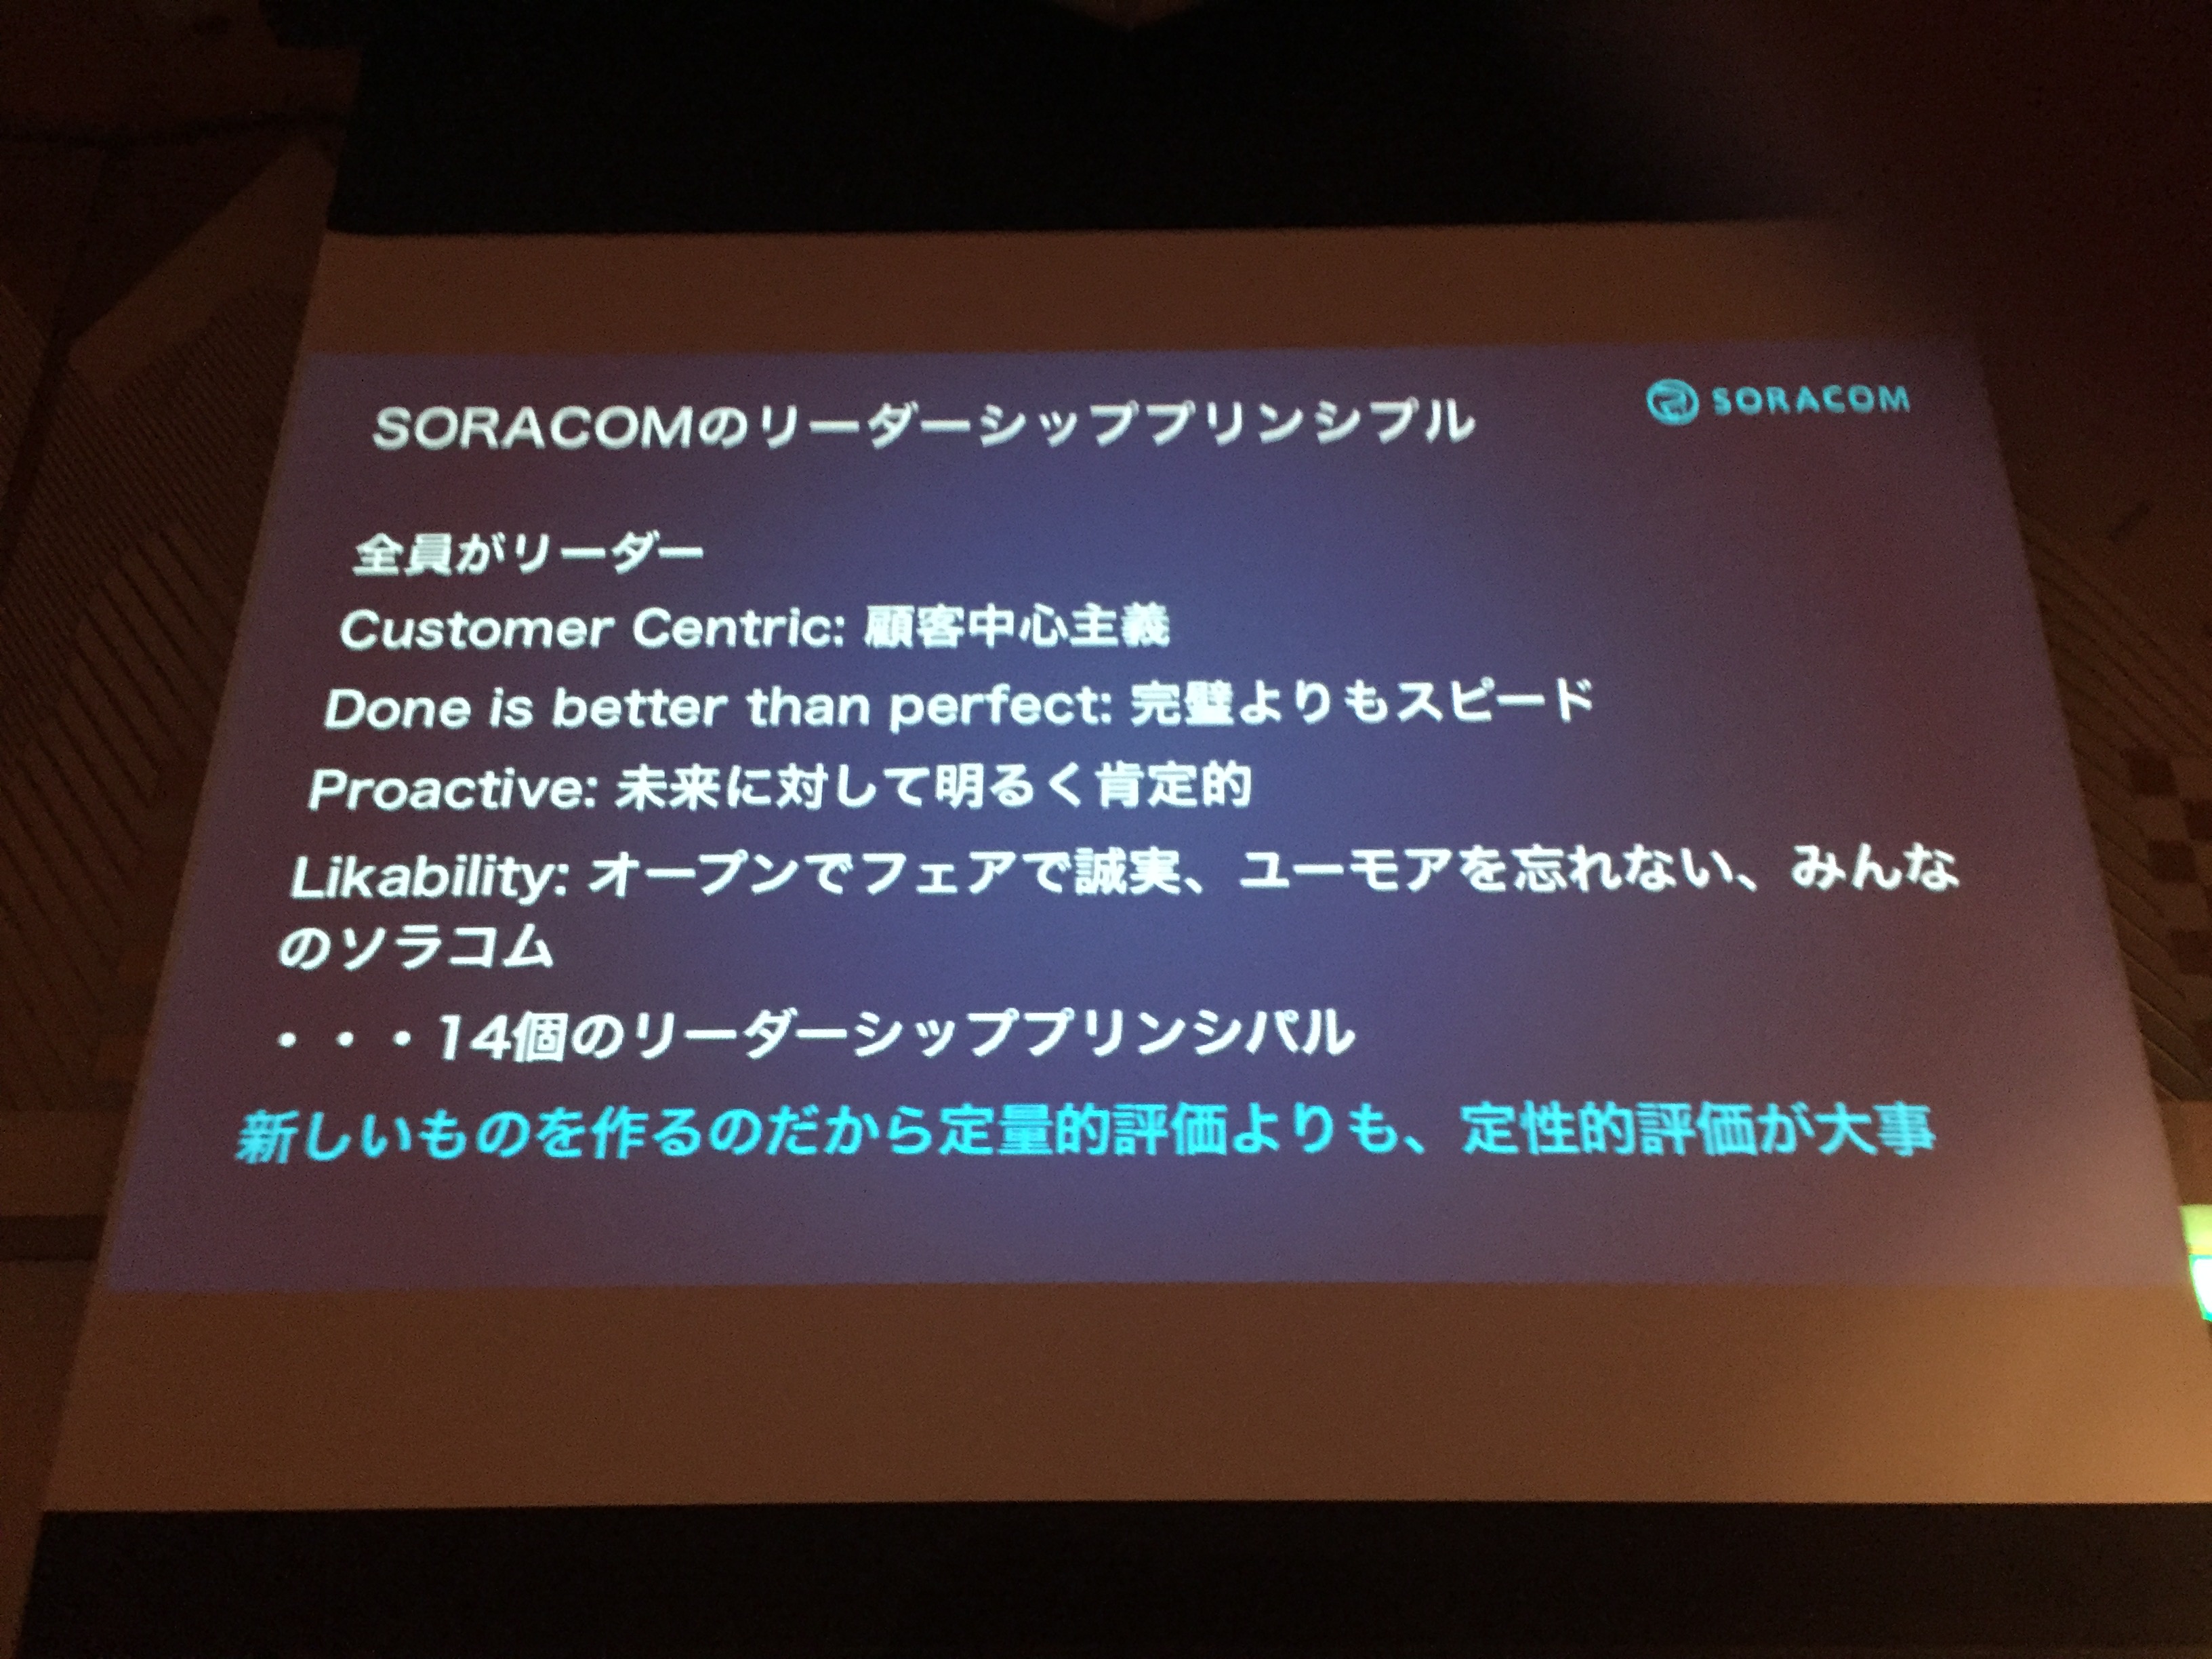 SORACOMのリーダーシッププリンシプル
SORACOM
全員がリーダー
Customer Centric: 顧客中心主義
Done is better than perfect: 完璧よりもスピード
Proactive: 未来に対して明るく肯定的
Likability: オープンでフェアで誠実、ユーモアを忘れない、みんな
のソラコム
・・・14個のリーダーシッププリンシパル
新しいものを作るのだから定量的評価よりも、定性的評価が大事